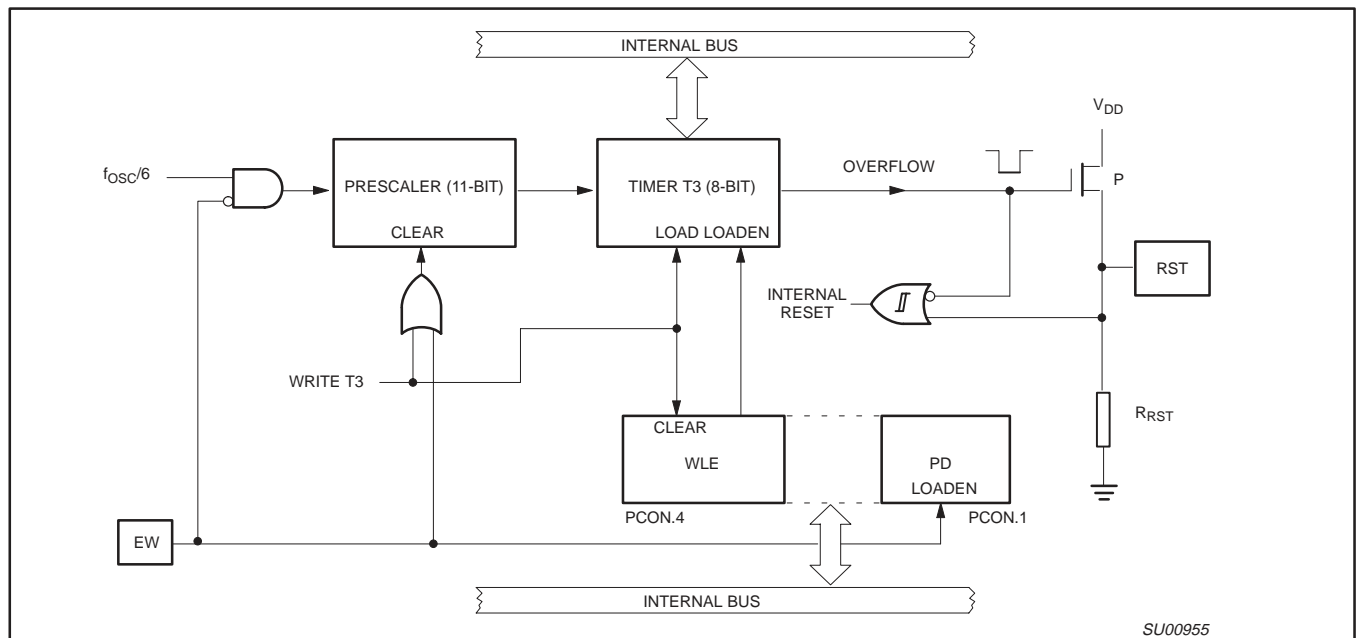 INTERNAL BUS
VDD
fOSC/6
PRESCALER (11-BIT)
CLEAR
TIMER T3 (8-BIT)
LOAD LOADEN
OVERFLOW
P
RST
INTERNAL
RESET
WRITE T3
CLEAR
WLE
PD
LOADEN
RRST
PCON.4
PCON.1
EW
INTERNAL BUS
SU00955